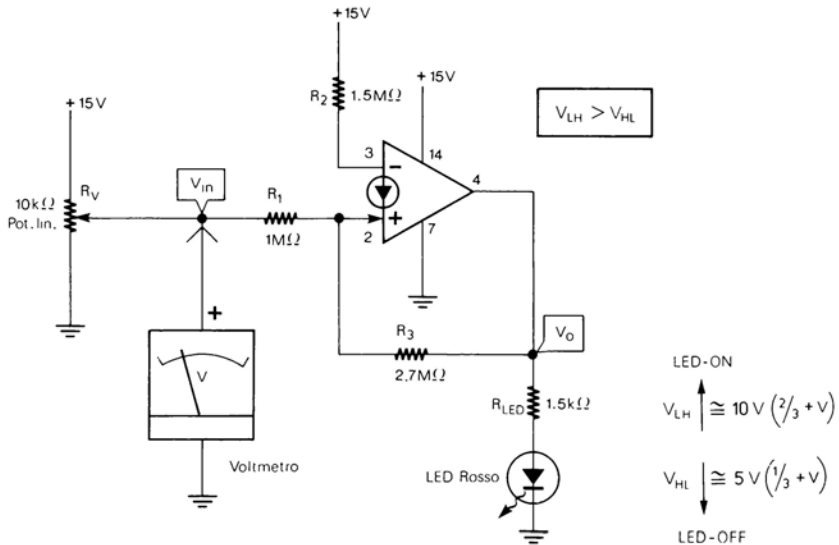 +15V
+15V
R2 1.5MΩ
VLH > VHL
+15V
3 − 14
4
10kΩ RV
Pot. lin.
Vin
R1
1MΩ
+
2
7
+
R3
2,7MΩ
VO
V
Voltmetro
RLED 1.5kΩ
LED Rosso
LED-ON
VLH ≅ 10 V (2/3 + V)
VHL ≅ 5 V (1/3 + V)
LED-OFF